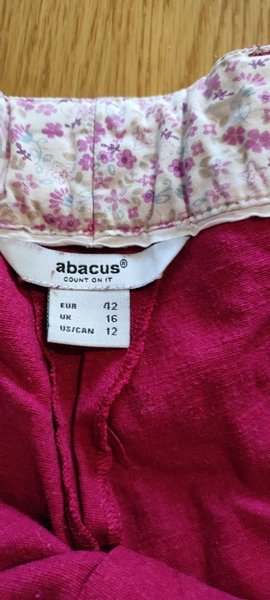 abacus®
COUNT ON IT
EUR 42
UK 16
US/CAN 12